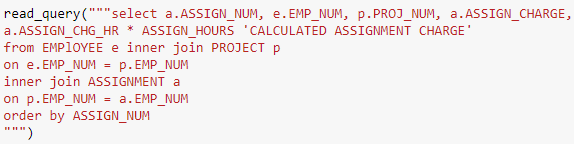 read_query("""select a.ASSIGN_NUM, e.EMP_NUM, p.PROJ_NUM, a.ASSIGN_CHARGE,
a.ASSIGN_CHG_HR * ASSIGN_HOURS 'CALCULATED ASSIGNMENT CHARGE'
from EMPlOYEE e inner join PROJECT p
on e.EMP_NUM = p.EMP_NUM
inner join ASSIGNMENT a
on p.EMP_NUM = a.EMP_NUM
order by ASSIGN_NUM
""")